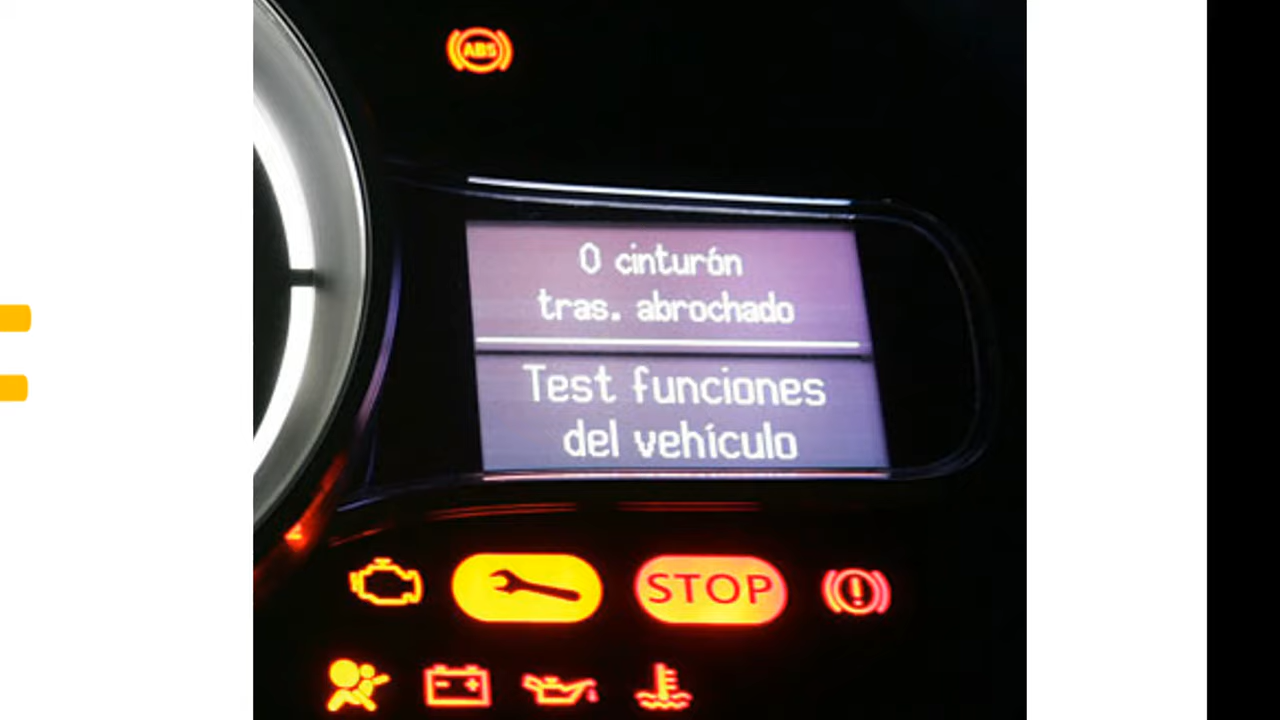 ABS
0 cinturón
tras. abrochado
Test funciones
del vehículo
STOP